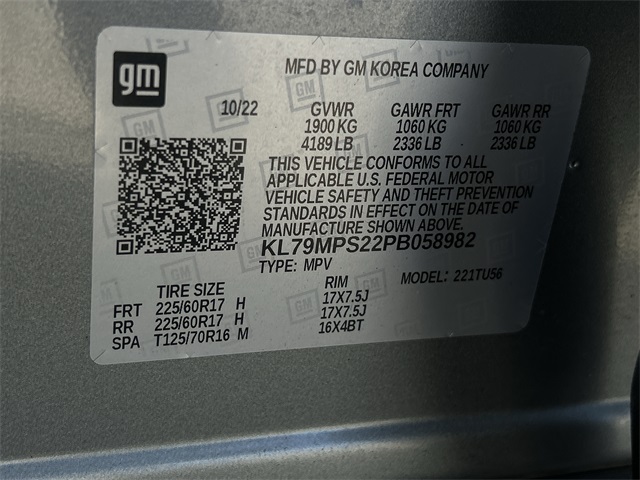 gm
MFD BY GM KOREA COMPANY
10/22 GVWR GAWR FRT GAWR RR
1900 KG 1060 KG 1060 KG
4189 LB 2336 LB 2336 LB
THIS VEHICLE CONFORMS TO ALL
APPLICABLE U.S. FEDERAL MOTOR
VEHICLE SAFETY AND THEFT PREVENTION
STANDARDS IN EFFECT ON THE DATE OF
MANUFACTURE SHOWN ABOVE.
KL79MPS22PB058982
TYPE: MPV
TIRE SIZE RIM MODEL: 221TU56
FRT 225/60R17 H 17X7.5J
RR 225/60R17 H 17X7.5J
SPA T125/70R16 M 16X4BT